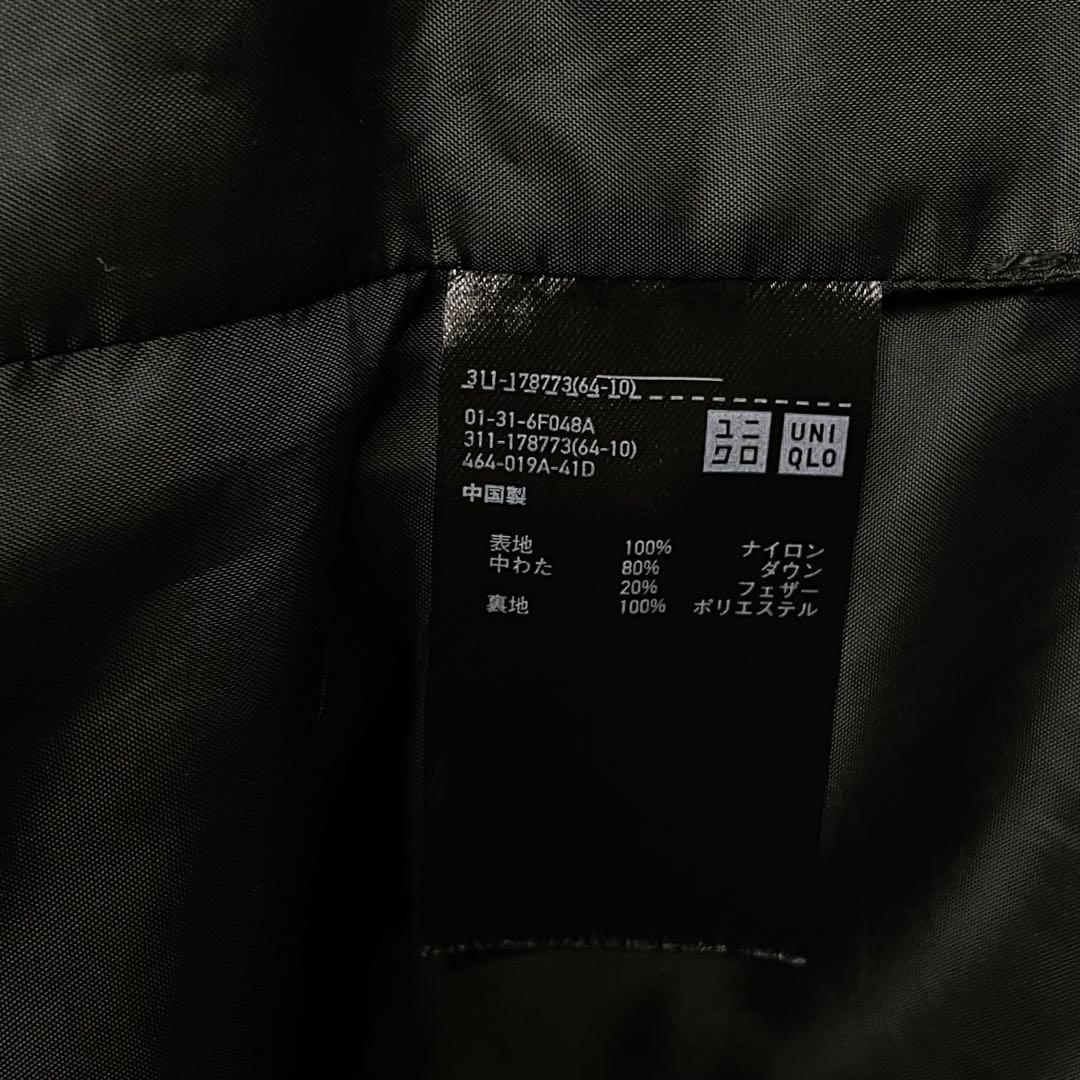 311-178773(64-10)
01-31-6F048A
311-178773(64-10)
464-019A-41D
中国製
ユニ
クロ
UNI
QLO
表地 100% ナイロン
中わた 80% ダウン
20% フェザー
裏地 100% ポリエステル